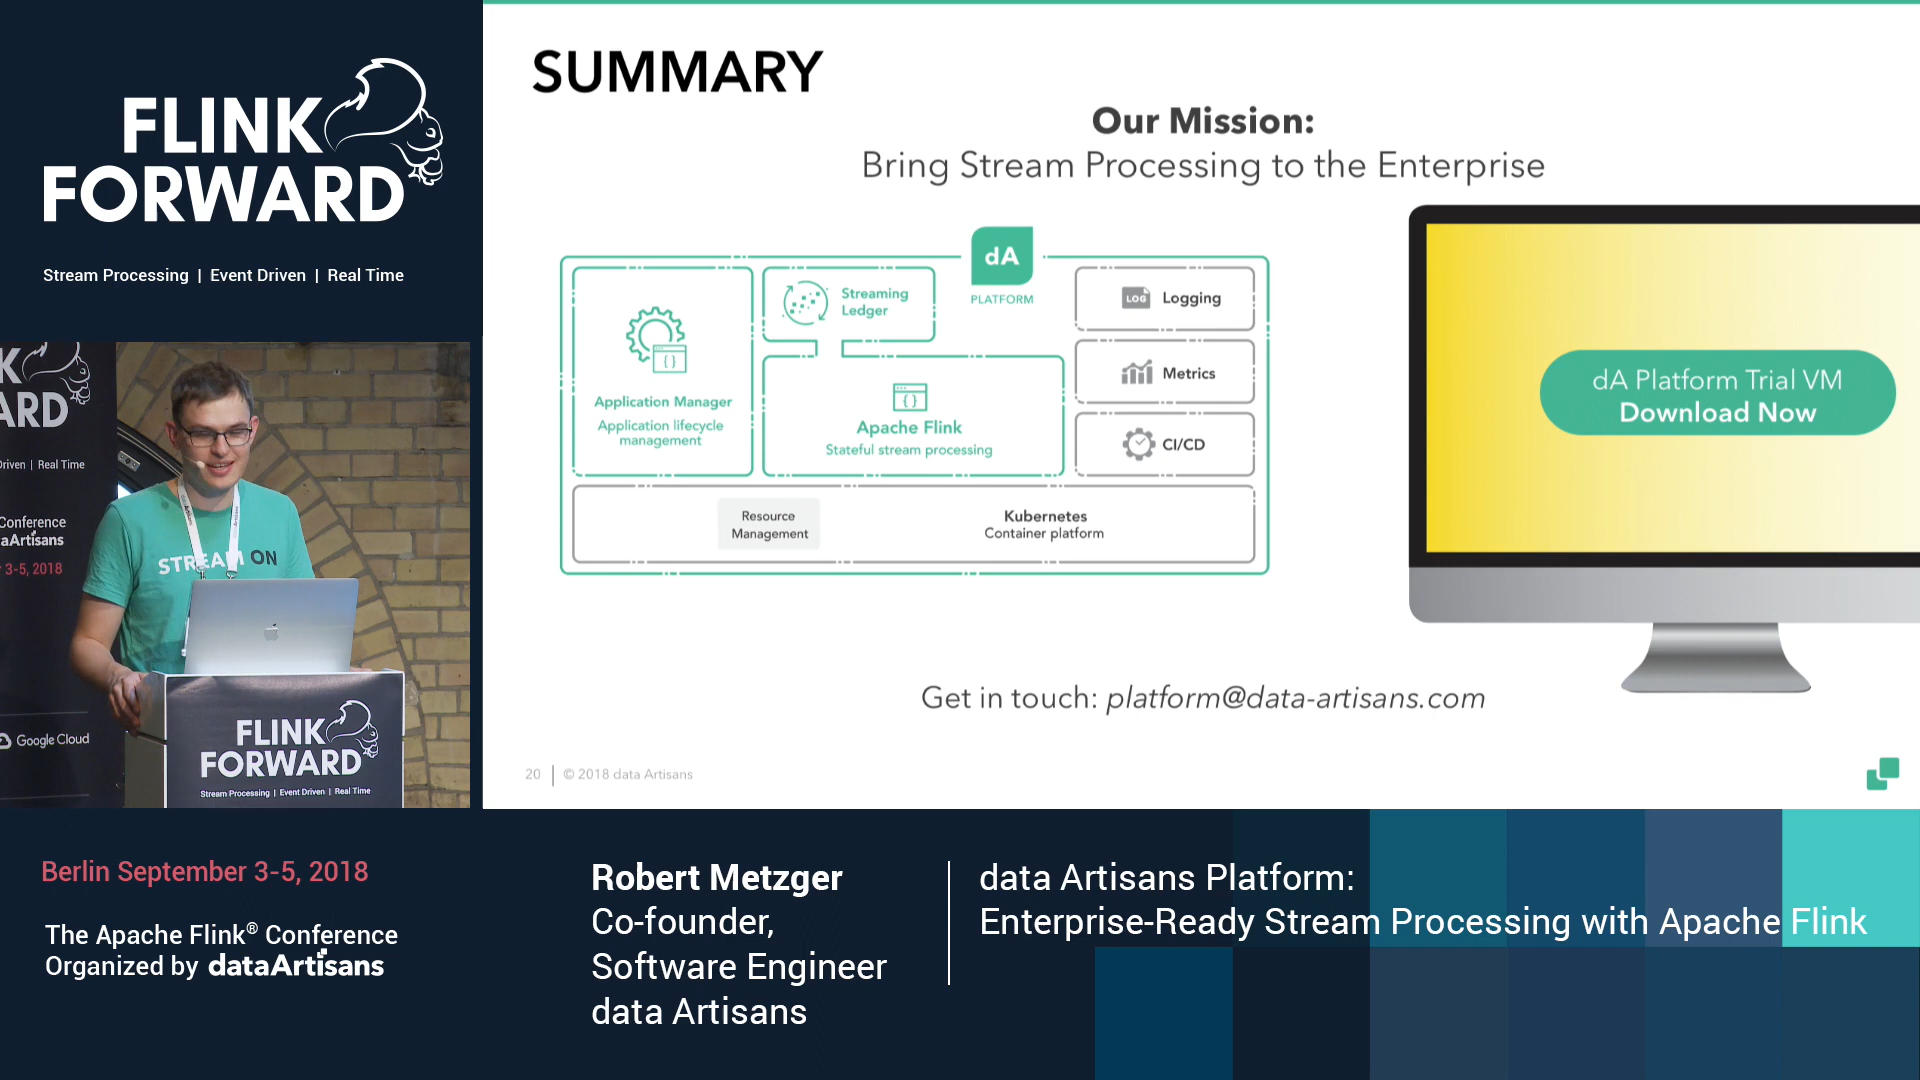 FLINK
FORWARD
Stream Processing | Event Driven | Real Time
K
ARD
riven | Real Time
Conference
aArtisans
3-5, 2018
Google Cloud
STREAM ON
FLINK
FORWARD
Stream Processing | Event Driven | Real Time
SUMMARY
Our Mission:
Bring Stream Processing to the Enterprise
dA
PLATFORM
Application Manager
Application lifecycle
management
Streaming
Ledger
{ }
Apache Flink
Stateful stream processing
LOG Logging
Metrics
CI/CD
Resource
Management
Kubernetes
Container platform
dA Platform Trial VM
Download Now
Get in touch: platform@data-artisans.com
20 | © 2018 data Artisans
Berlin September 3-5, 2018
The Apache Flink® Conference
Organized by dataArtisans
Robert Metzger
Co-founder,
Software Engineer
data Artisans
data Artisans Platform:
Enterprise-Ready Stream Processing with Apache Flink